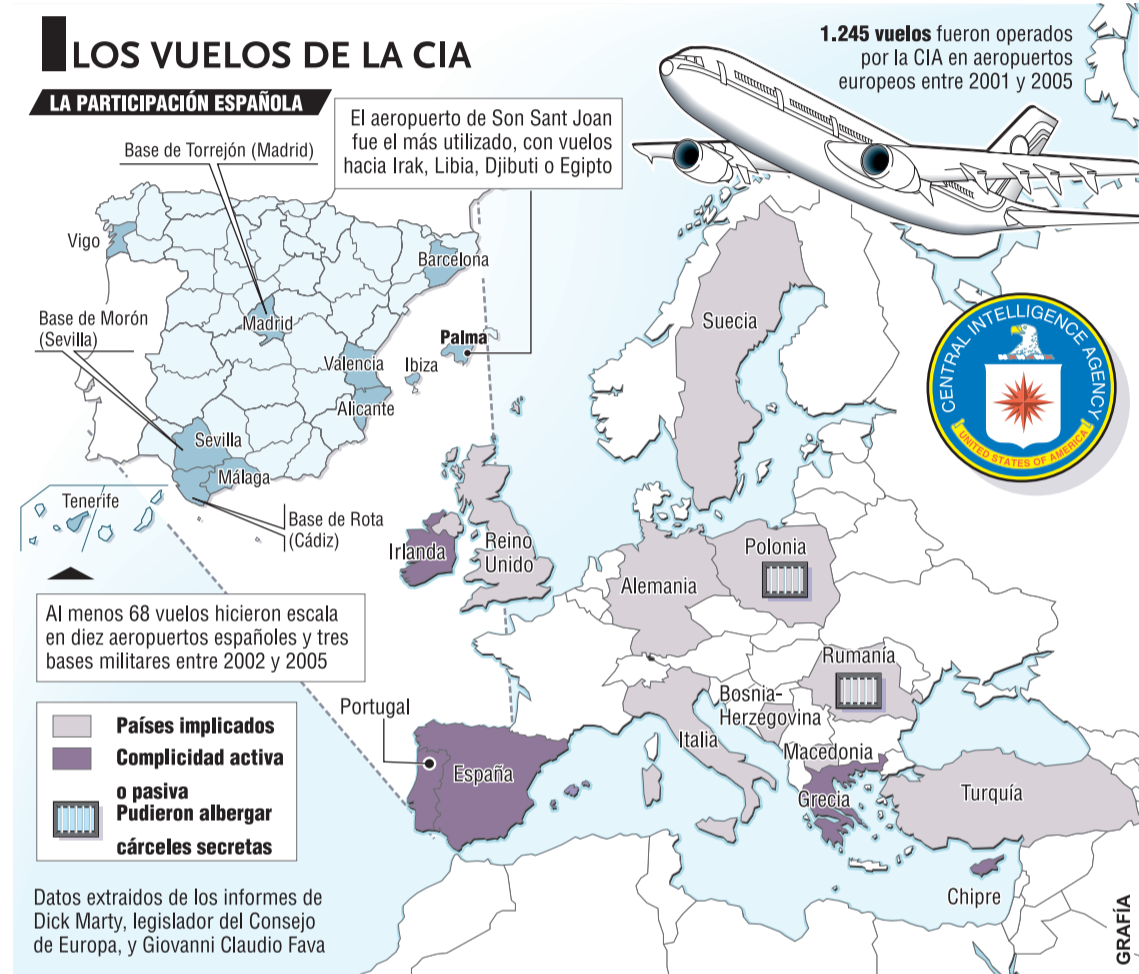 LOS VUELOS DE LA CIA
LA PARTICIPACIÓN ESPAÑOLA
1.245 vuelos fueron operados
por la CIA en aeropuertos
europeos entre 2001 y 2005
El aeropuerto de Son Sant Joan
fue el más utilizado, con vuelos
hacia Irak, Libia, Djibuti o Egipto
Base de Torrejón (Madrid)
Vigo
Barcelona
Madrid
Base de Morón
(Sevilla)
Palma
Valencia
Ibiza
Alicante
Sevilla
Málaga
Tenerife
Base de Rota
(Cádiz)
Al menos 68 vuelos hicieron escala
en diez aeropuertos españoles y tres
bases militares entre 2002 y 2005
CENTRAL INTELLIGENCE AGENCY
UNITED STATES OF AMERICA
Suecia
Irlanda
Reino
Unido
Polonia
Alemania
Rumanía
Bosnia-
Herzegovina
Italia
Macedonia
Portugal
España
Grecia
Turquía
Chipre
Países implicados
Complicidad activa
o pasiva
Pudieron albergar
cárceles secretas
Datos extraidos de los informes de
Dick Marty, legislador del Consejo
de Europa, y Giovanni Claudio Fava
GRAFÍA